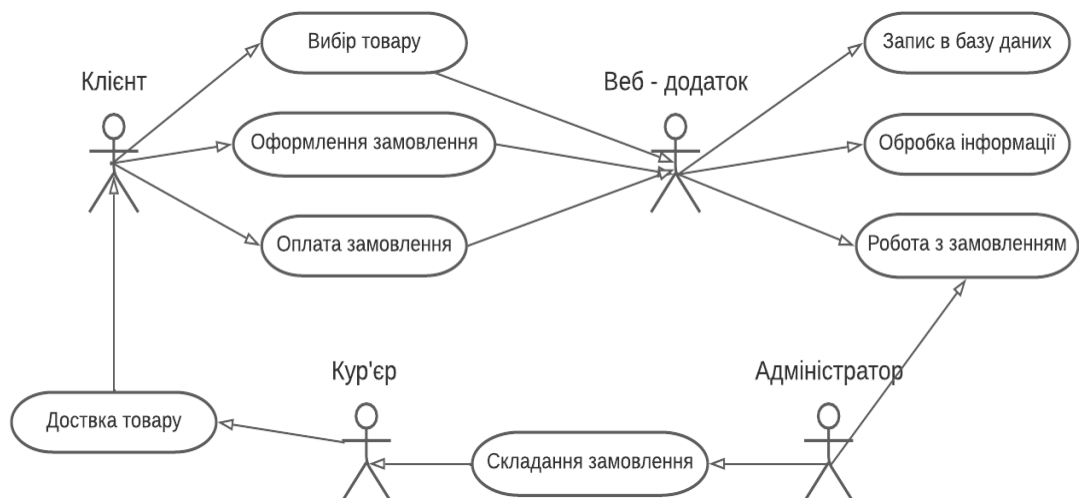 Вибір товару
Запис в базу даних
Клієнт
Веб - додаток
Оформлення замовлення
Обробка інформації
Оплата замовлення
Робота з замовленням
Кур'єр
Адміністратор
Доствка товару
Складання замовлення